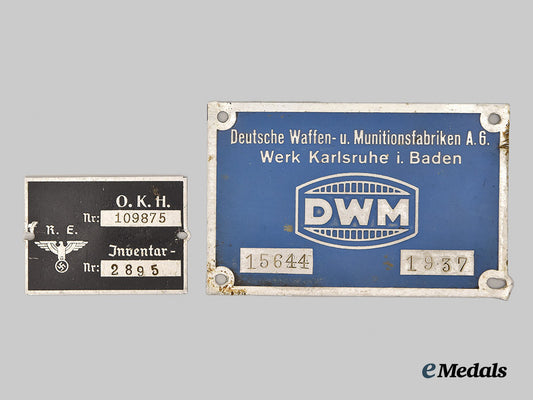 O.K.H.
Nr: 109875
R. E.
Inventar-
Nr: 2895
Deutsche Waffen- u. Munitionsfabriken A.G.
Werk Karlsruhe i. Baden
DWM
15644 1937
eMedals